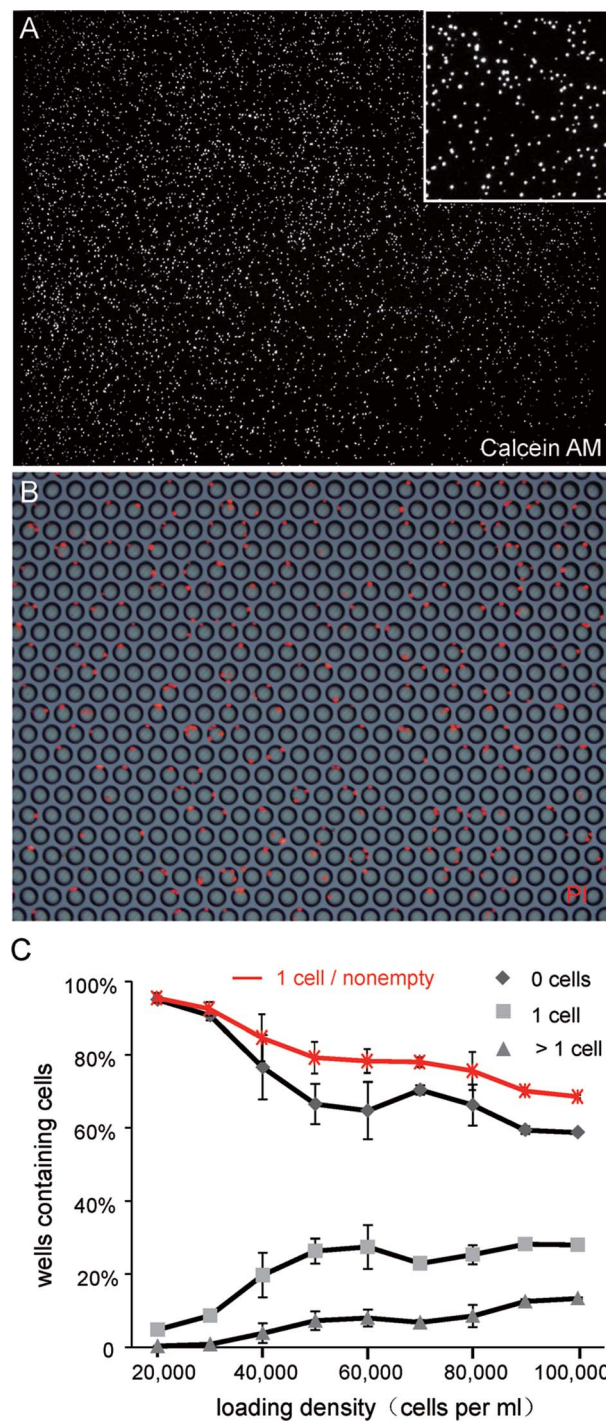 A
Calcein AM
B
PI
C
1 cell / nonempty
0 cells
1 cell
> 1 cell
100%
80%
60%
40%
20%
0
wells containing cells
20,000 40,000 60,000 80,000 100,000
loading density (cells per ml)